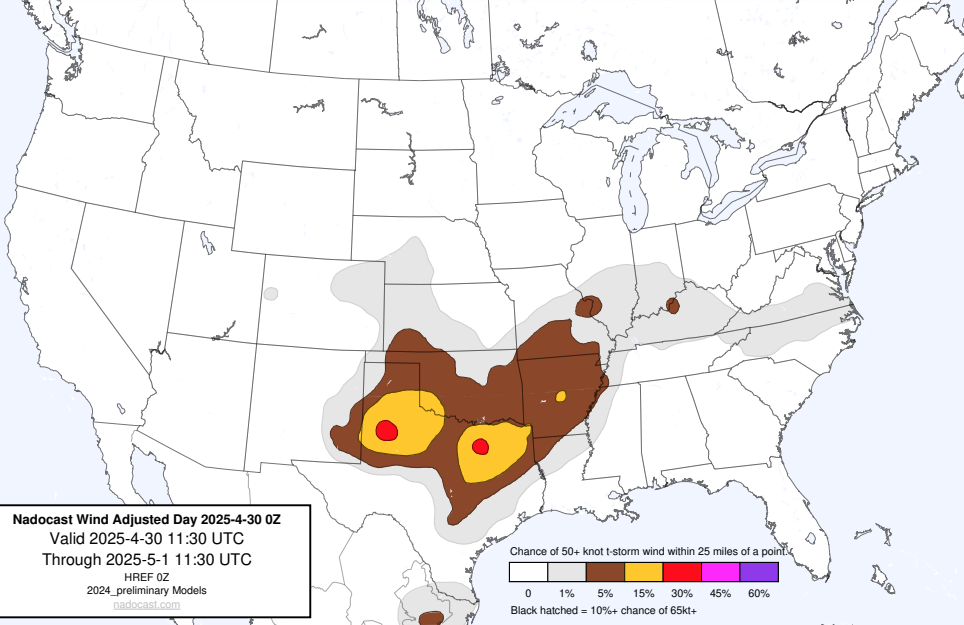 Nadocast Wind Adjusted Day 2025-4-30 0Z
Valid 2025-4-30 11:30 UTC
Through 2025-5-1 11:30 UTC
HREF 0Z
2024_preliminary Models
nadocast.com
Chance of 50+ knot t-storm wind within 25 miles of a point.
0 1% 5% 15% 30% 45% 60%
Black hatched = 10%+ chance of 65kt+